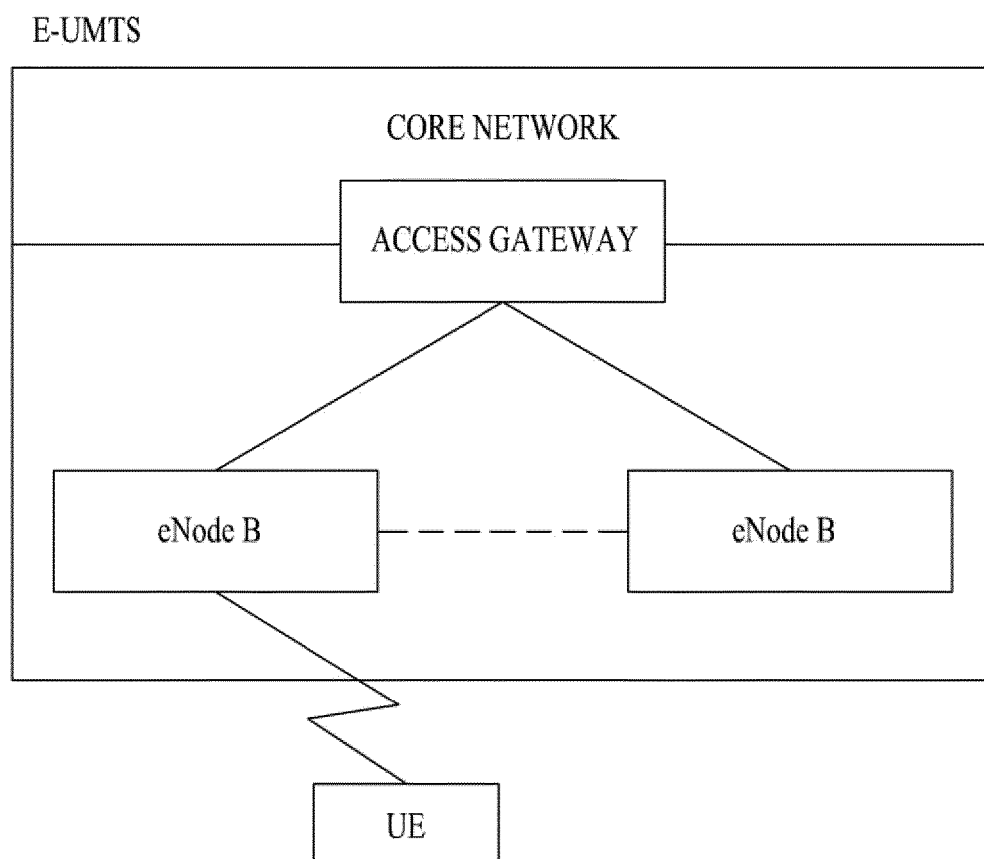 E-UMTS
CORE NETWORK
ACCESS GATEWAY
eNode B
eNode B
UE